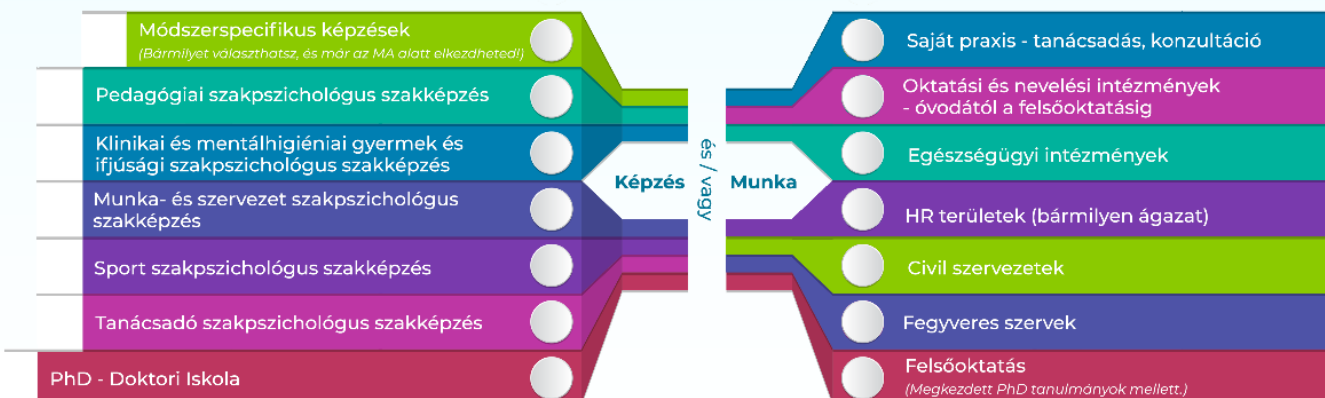 Módszerspecifikus képzések
(Bármilyet választhatsz, és már az MA alatt elkezdheted!)
Pedagógiai szakpszichológus szakképzés
Klinikai és mentálhigiéniai gyermek és
ifjúsági szakpszichológus szakképzés
Munka- és szervezet szakpszichológus
szakképzés
Sport szakpszichológus szakképzés
Tanácsadó szakpszichológus szakképzés
PhD - Doktori Iskola
Képzés
és / vagy
Munka
Saját praxis - tanácsadás, konzultáció
Oktatási és nevelési intézmények
- óvodától a felsőoktatásig
Egészségügyi intézmények
HR területek (bármilyen ágazat)
Civil szervezetek
Fegyveres szervek
Felsőoktatás
(Megkezdett PhD tanulmányok mellett.)